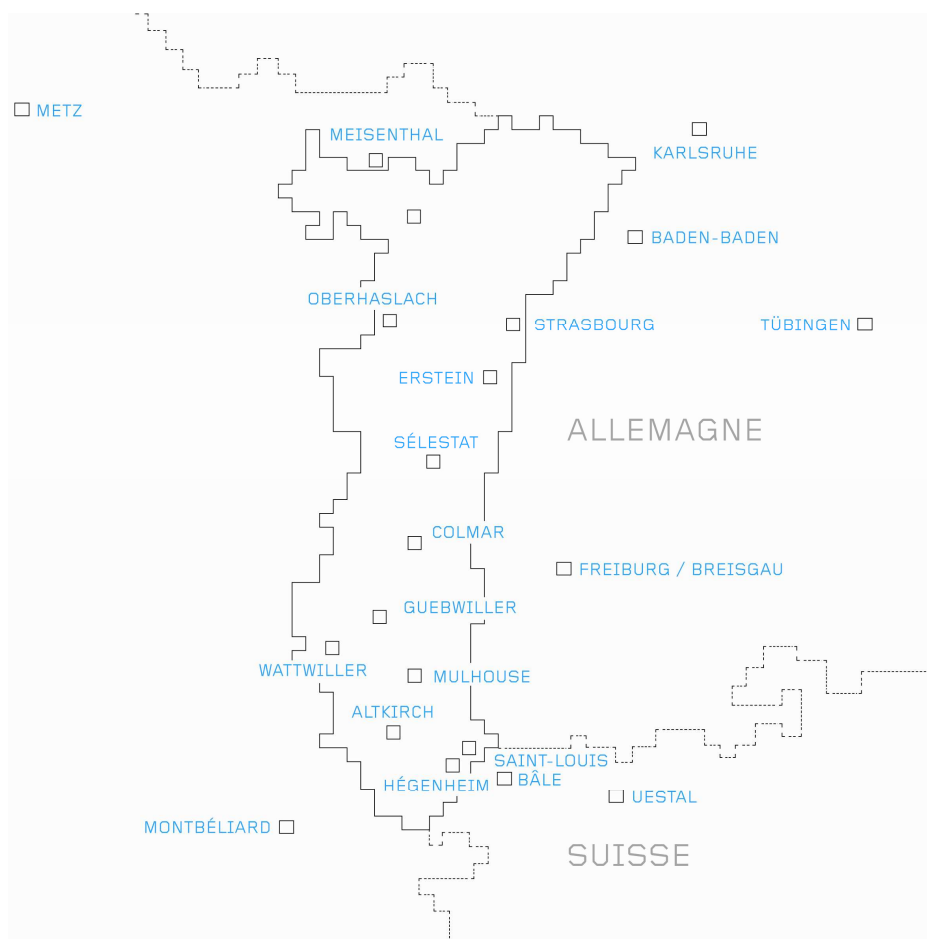 METZ
MEISENTHAL
KARLSRUHE
BADEN-BADEN
OBERHASLACH
STRASBOURG
TÜBINGEN
ERSTEIN
ALLEMAGNE
SÉLESTAT
COLMAR
FREIBURG / BREISGAU
GUEBWILLER
WATTWILLER
MULHOUSE
ALTKIRCH
SAINT-LOUIS
BÂLE
HÉGENHEIM
UESTAL
MONTBÉLIARD
SUISSE